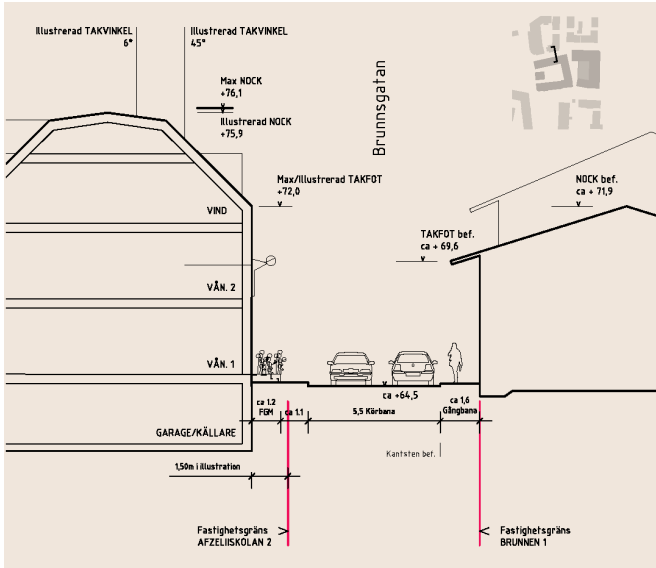 Illustrerad TAKVINKEL
6°
Illustrerad TAKVINKEL
45°
Max NOCK
+76,1
Illustrerad NOCK
+75,9
Brunnsgatan
Max/Illustrerad TAKFOT
+72,0
NOCK bef.
ca + 71,9
VIND
TAKFOT bef.
ca + 69,6
VÅN. 2
VÅN. 1
ca +64,5
ca 1.2
FGM
ca 1.1
5,5 Körbana
ca 1,6
Gångbana
GARAGE/KÄLLARE
Kantsten bef.
1,50m i illustration
Fastighetsgräns
AFZELIISKOLAN 2
Fastighetsgräns
BRUNNEN 1